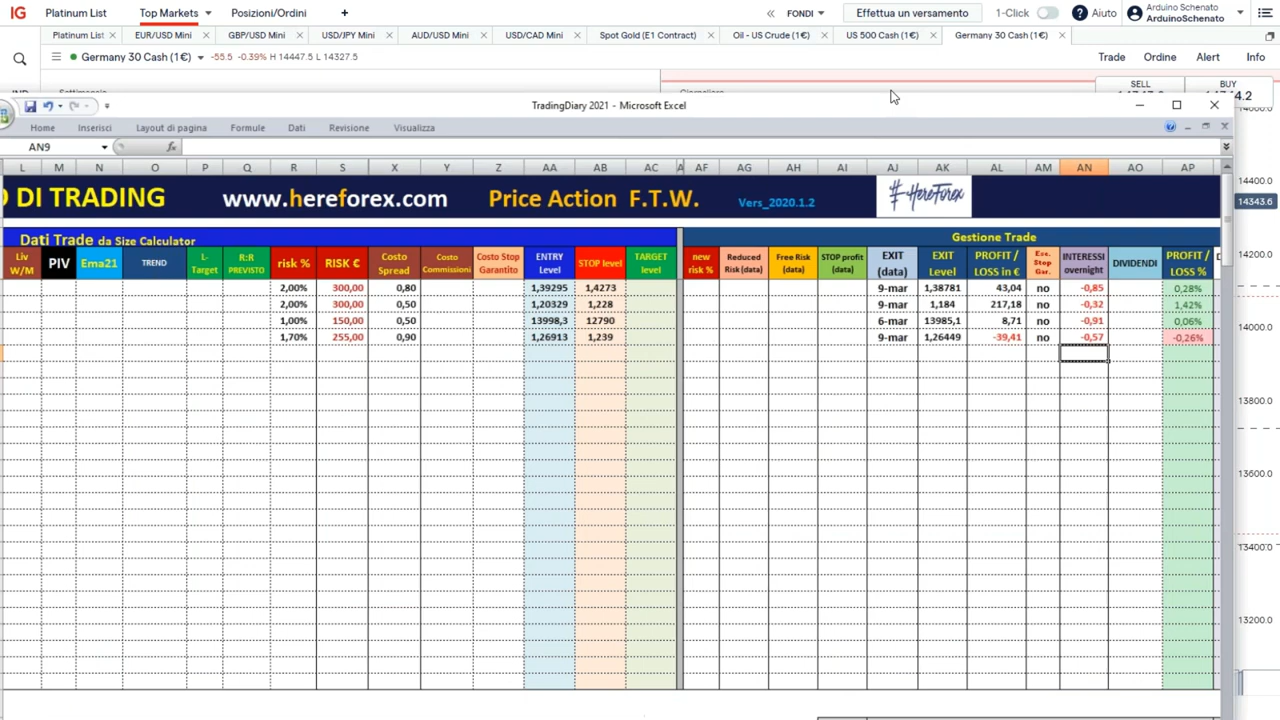 IG Platinum List Top Markets Posizioni/Ordini + « FONDI Effettua un versamento 1-Click Aiuto Arduino Schenato
ArduinoSchenato
Platinum List × EUR/USD Mini × GBP/USD Mini × USD/JPY Mini × AUD/USD Mini × USD/CAD Mini × Spot Gold (E1 Contract) × Oil - US Crude (1€) × US 500 Cash (1€) × Germany 30 Cash (1€) ×
Germany 30 Cash (1€) -55.5 -0.39% H 14447.5 L 14327.5 Trade Ordine Alert Info
SELL BUY
TradingDiary 2021 - Microsoft Excel
Home Inserisci Layout di pagina Formule Dati Revisione Visualizza
AN9 fx
L M N O P Q R S X Y Z AA AB AC AF AG AH AI AJ AK AL AM AN AO AP
O DI TRADING www.hereforex.com Price Action F.T.W. Vers_2020.1.2 #HereForex
Dati Trade da Size Calculator Gestione Trade
Liv W/M PIV Ema21 TREND L- Target R:R PREVISTO risk % RISK € Costo Spread Costo Commissioni Costo Stop Garantito ENTRY Level STOP level TARGET level new risk % Reduced Risk (data) Free Risk (data) STOP profit (data) EXIT (data) EXIT Level PROFIT / LOSS in € Ecc. Stop Gar. INTERESSI overnight DIVIDENDI PROFIT / LOSS %
2,00% 300,00 0,80 1,39295 1,4273 9-mar 1,38781 43,04 no -0,85 0,28%
2,00% 300,00 0,50 1,20329 1,228 9-mar 1,184 217,18 no -0,32 1,42%
1,00% 150,00 0,50 13998,3 12790 6-mar 13985,1 8,71 no -0,91 0,06%
1,70% 255,00 0,90 1,26913 1,239 9-mar 1,26449 -39,41 no -0,57 -0,26%
14400.0
14343.6
14200.0
14000.0
13800.0
13600.0
13400.0
13200.0